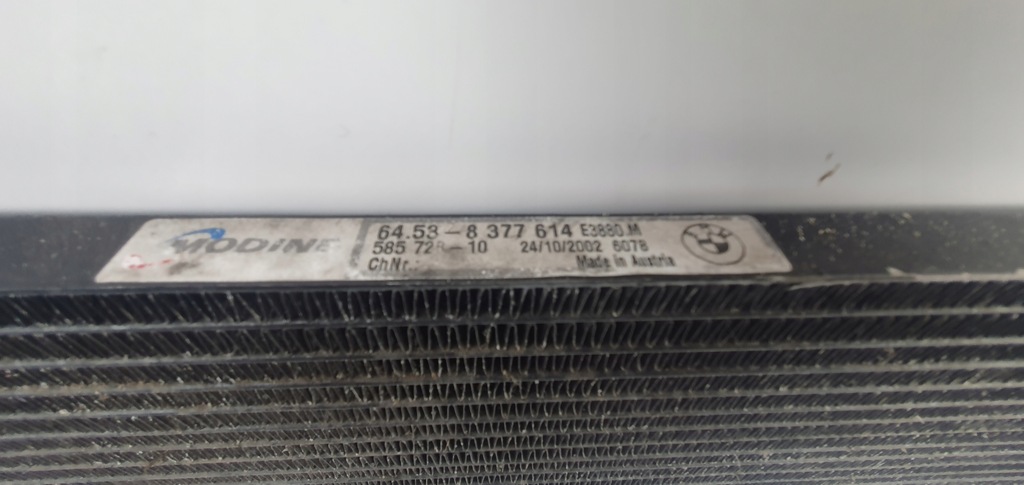 MODINE
64.53-8 377 614 E3880.M
585 72R-10 24/10/2002 6078
ChNr.: Made in Austria